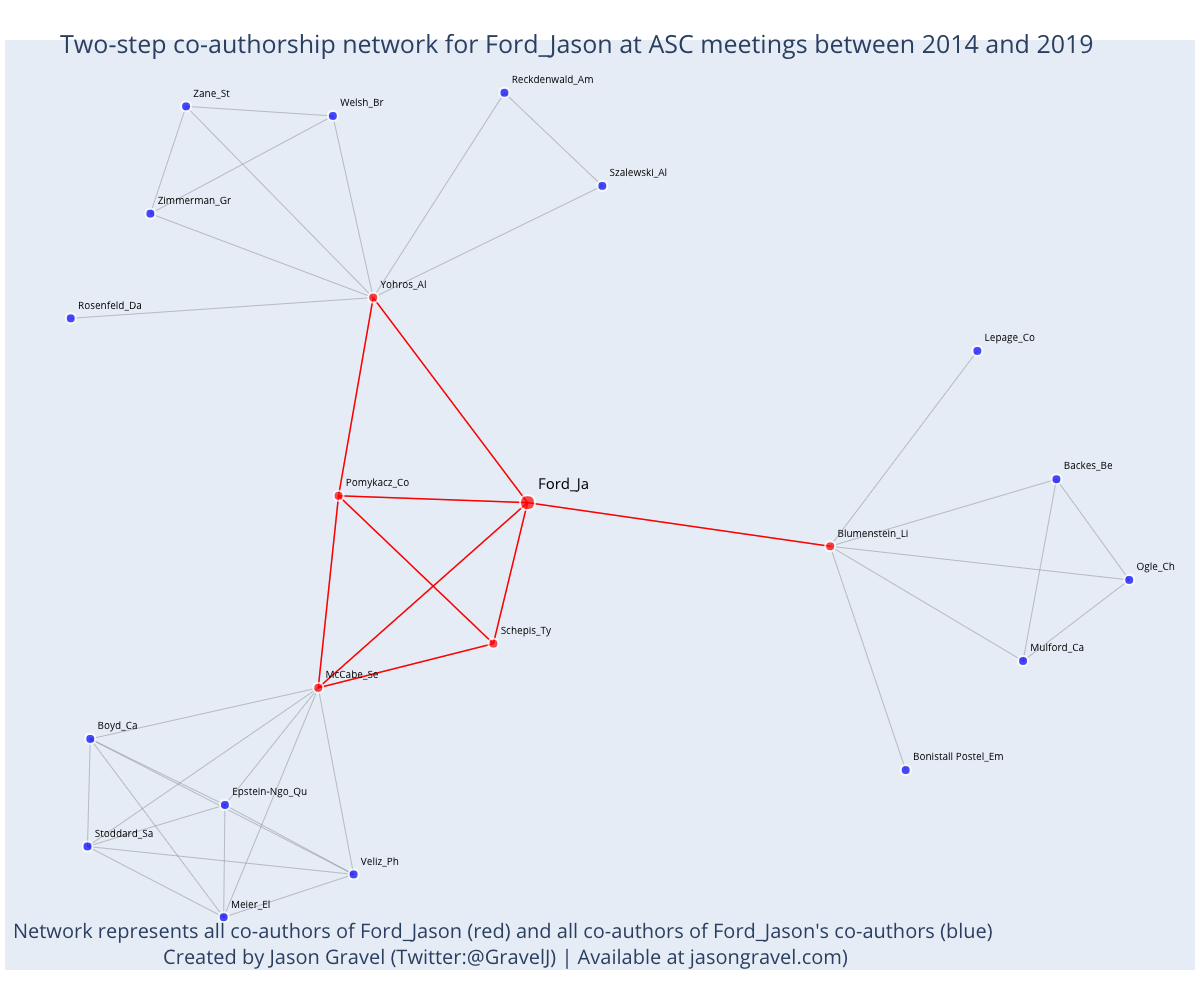 Two-step co-authorship network for Ford_Jason at ASC meetings between 2014 and 2019
Reckdenwald_Am
Zane_St
Welsh_Br
Szalewski_Al
Zimmerman_Gr
Yohros_Al
Rosenfeld_Da
Lepage_Co
Backes_Be
Pomykacz_Co
Ford_Ja
Blumenstein_Li
Ogle_Ch
Schepis_Ty
Mulford_Ca
McCabe_Se
Boyd_Ca
Bonistall Postel_Em
Epstein-Ngo_Qu
Stoddard_Sa
Veliz_Ph
Meier_El
Network represents all co-authors of Ford_Jason (red) and all co-authors of Ford_Jason's co-authors (blue)
Created by Jason Gravel (Twitter:@GravelJ) | Available at jasongravel.com)